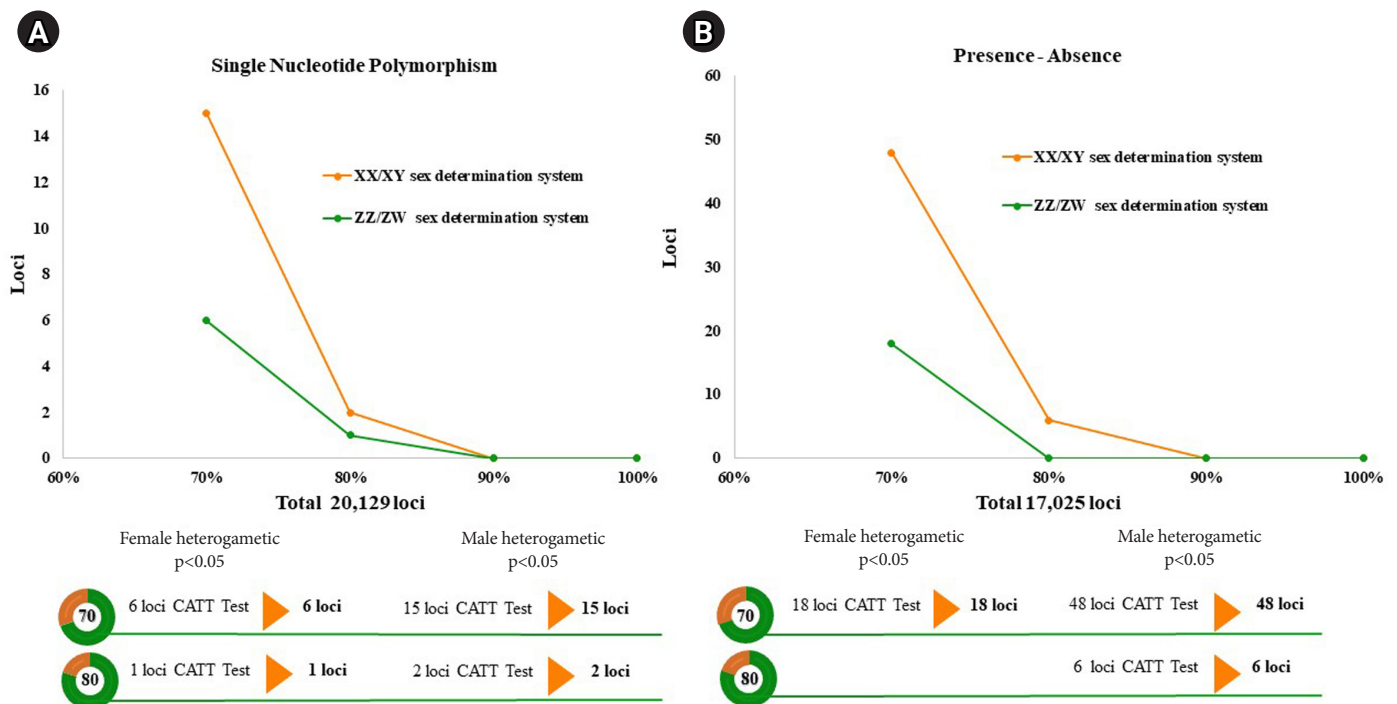 A
Single Nucleotide Polymorphism
16
14
12
10
8
6
4
2
0
Loci
XX/XY sex determination system
ZZ/ZW sex determination system
60% 70% 80% 90% 100%
Total 20,129 loci
Female heterogametic
p<0.05
Male heterogametic
p<0.05
70 6 loci CATT Test 6 loci 15 loci CATT Test 15 loci
80 1 loci CATT Test 1 loci 2 loci CATT Test 2 loci
B
Presence - Absence
60
50
40
30
20
10
0
Loci
XX/XY sex determination system
ZZ/ZW sex determination system
60% 70% 80% 90% 100%
Total 17,025 loci
Female heterogametic
p<0.05
Male heterogametic
p<0.05
70 18 loci CATT Test 18 loci 48 loci CATT Test 48 loci
80 6 loci CATT Test 6 loci